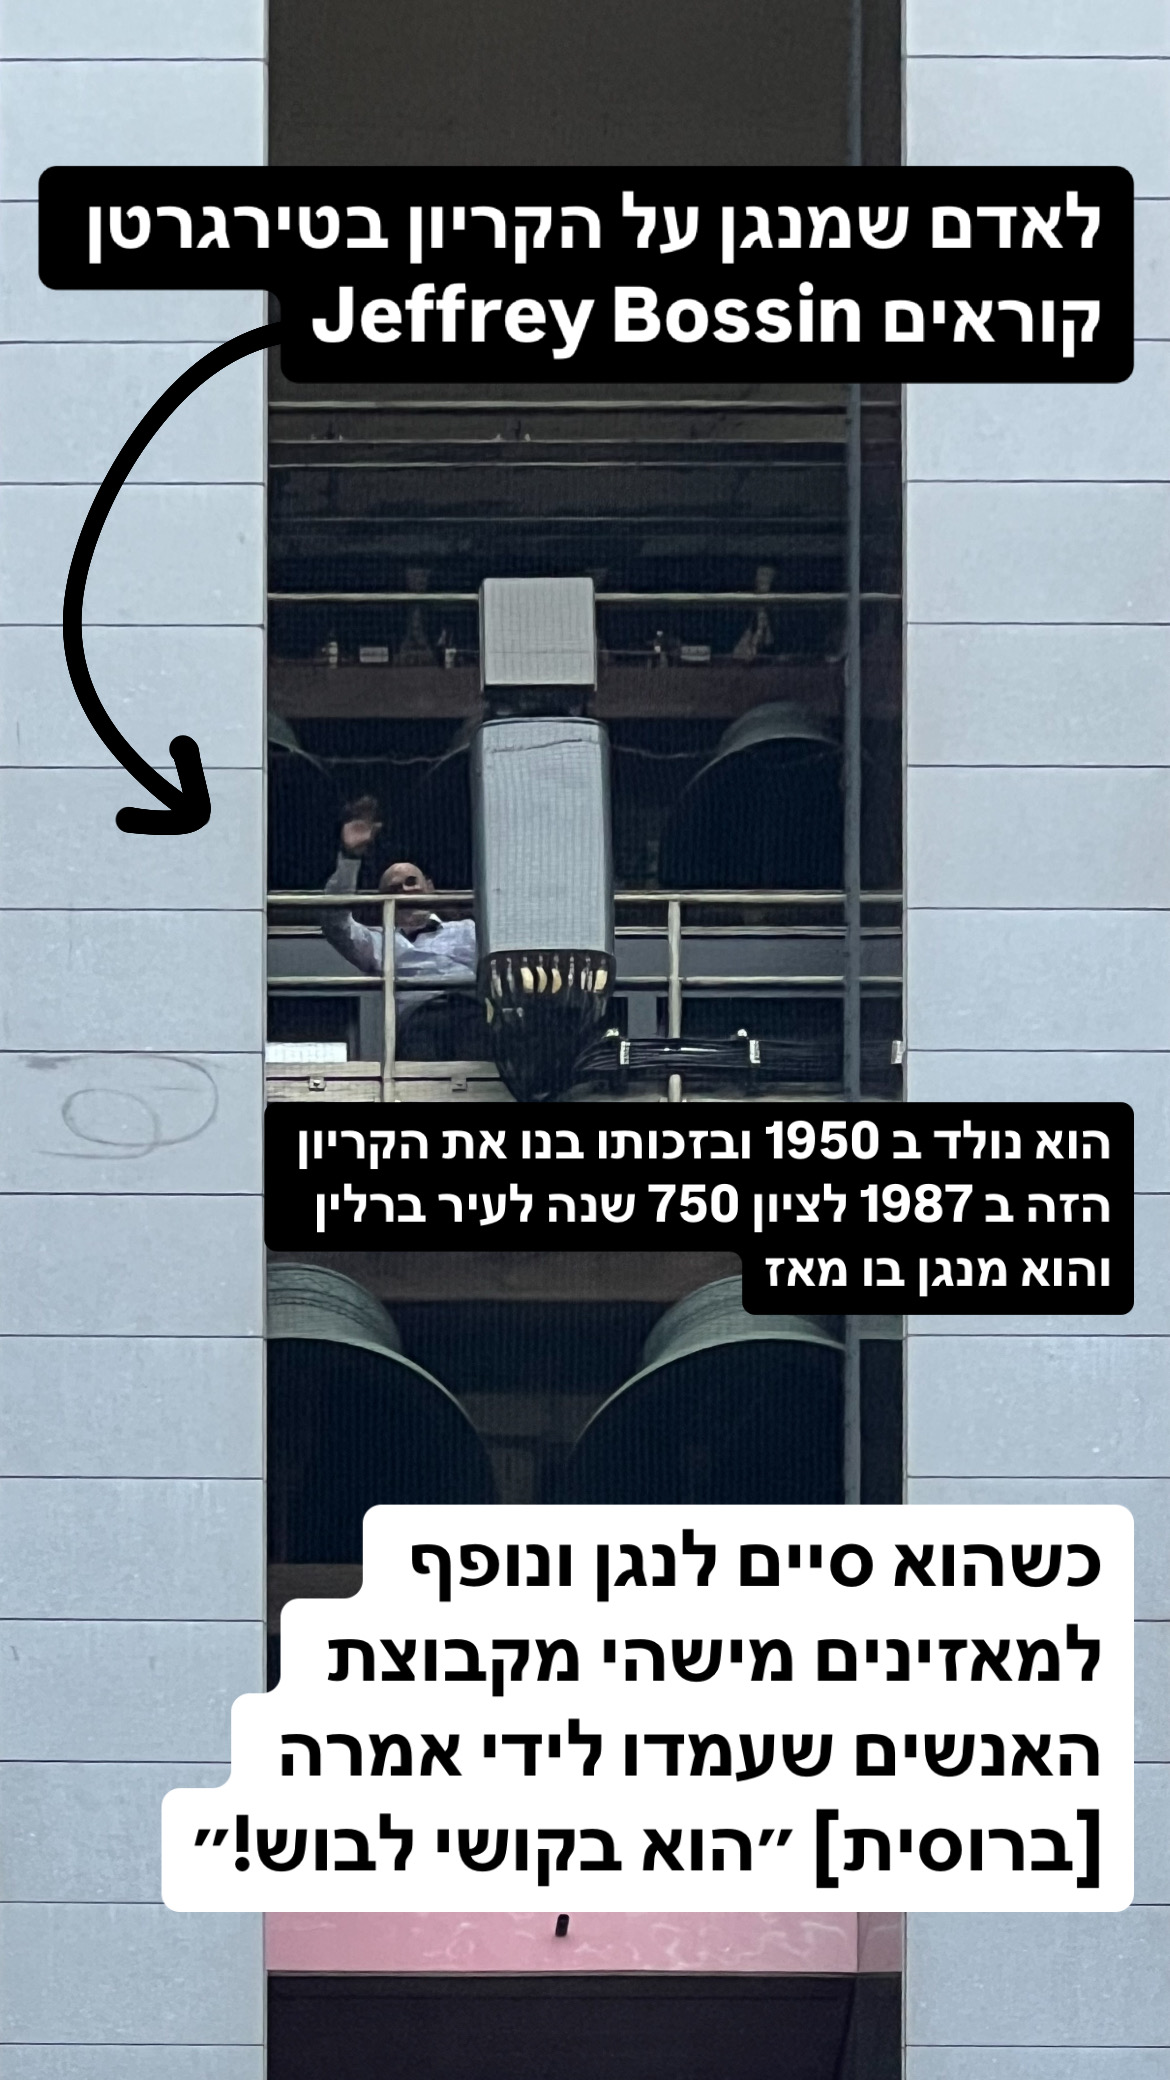 לאדם שמנגן על הקריון בטירגרטן
קוראים Jeffrey Bossin
הוא נולד ב 1950 ובזכותו בנו את הקריון
הזה ב 1987 לציון 750 שנה לעיר ברלין
והוא מנגן בו מאז
כשהוא סיים לנגן ונופף
למאזינים מישהי מקבוצת
האנשים שעמדו לידי אמרה
[ברוסית] ״הוא בקושי לבוש!״